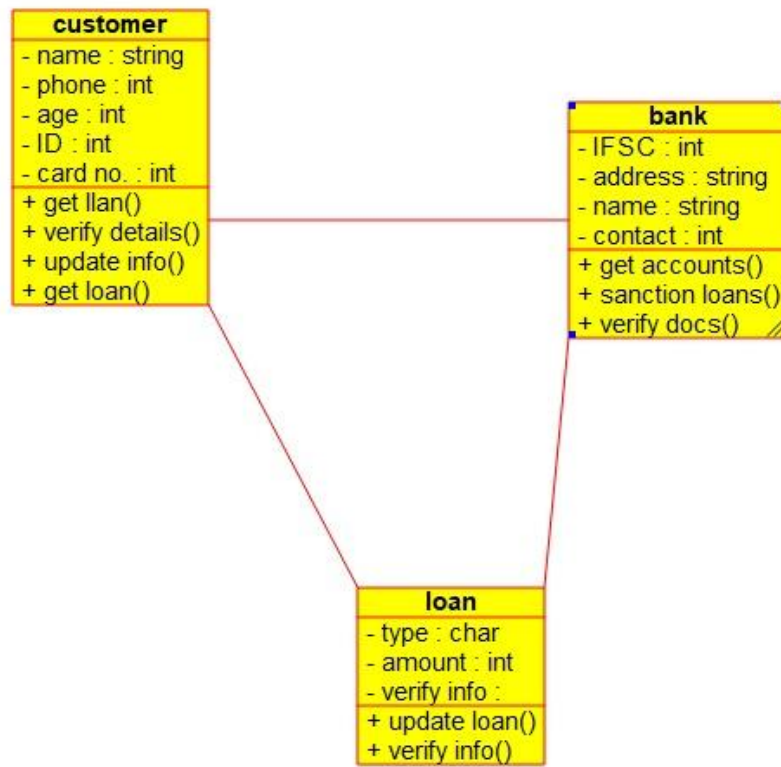 customer
- name : string
- phone : int
- age : int
- ID : int
- card no. : int
+ get llan()
+ verify details()
+ update info()
+ get loan()
bank
- IFSC : int
- address : string
- name : string
- contact : int
+ get accounts()
+ sanction loans()
+ verify docs()
loan
- type : char
- amount : int
- verify info :
+ update loan()
+ verify info()